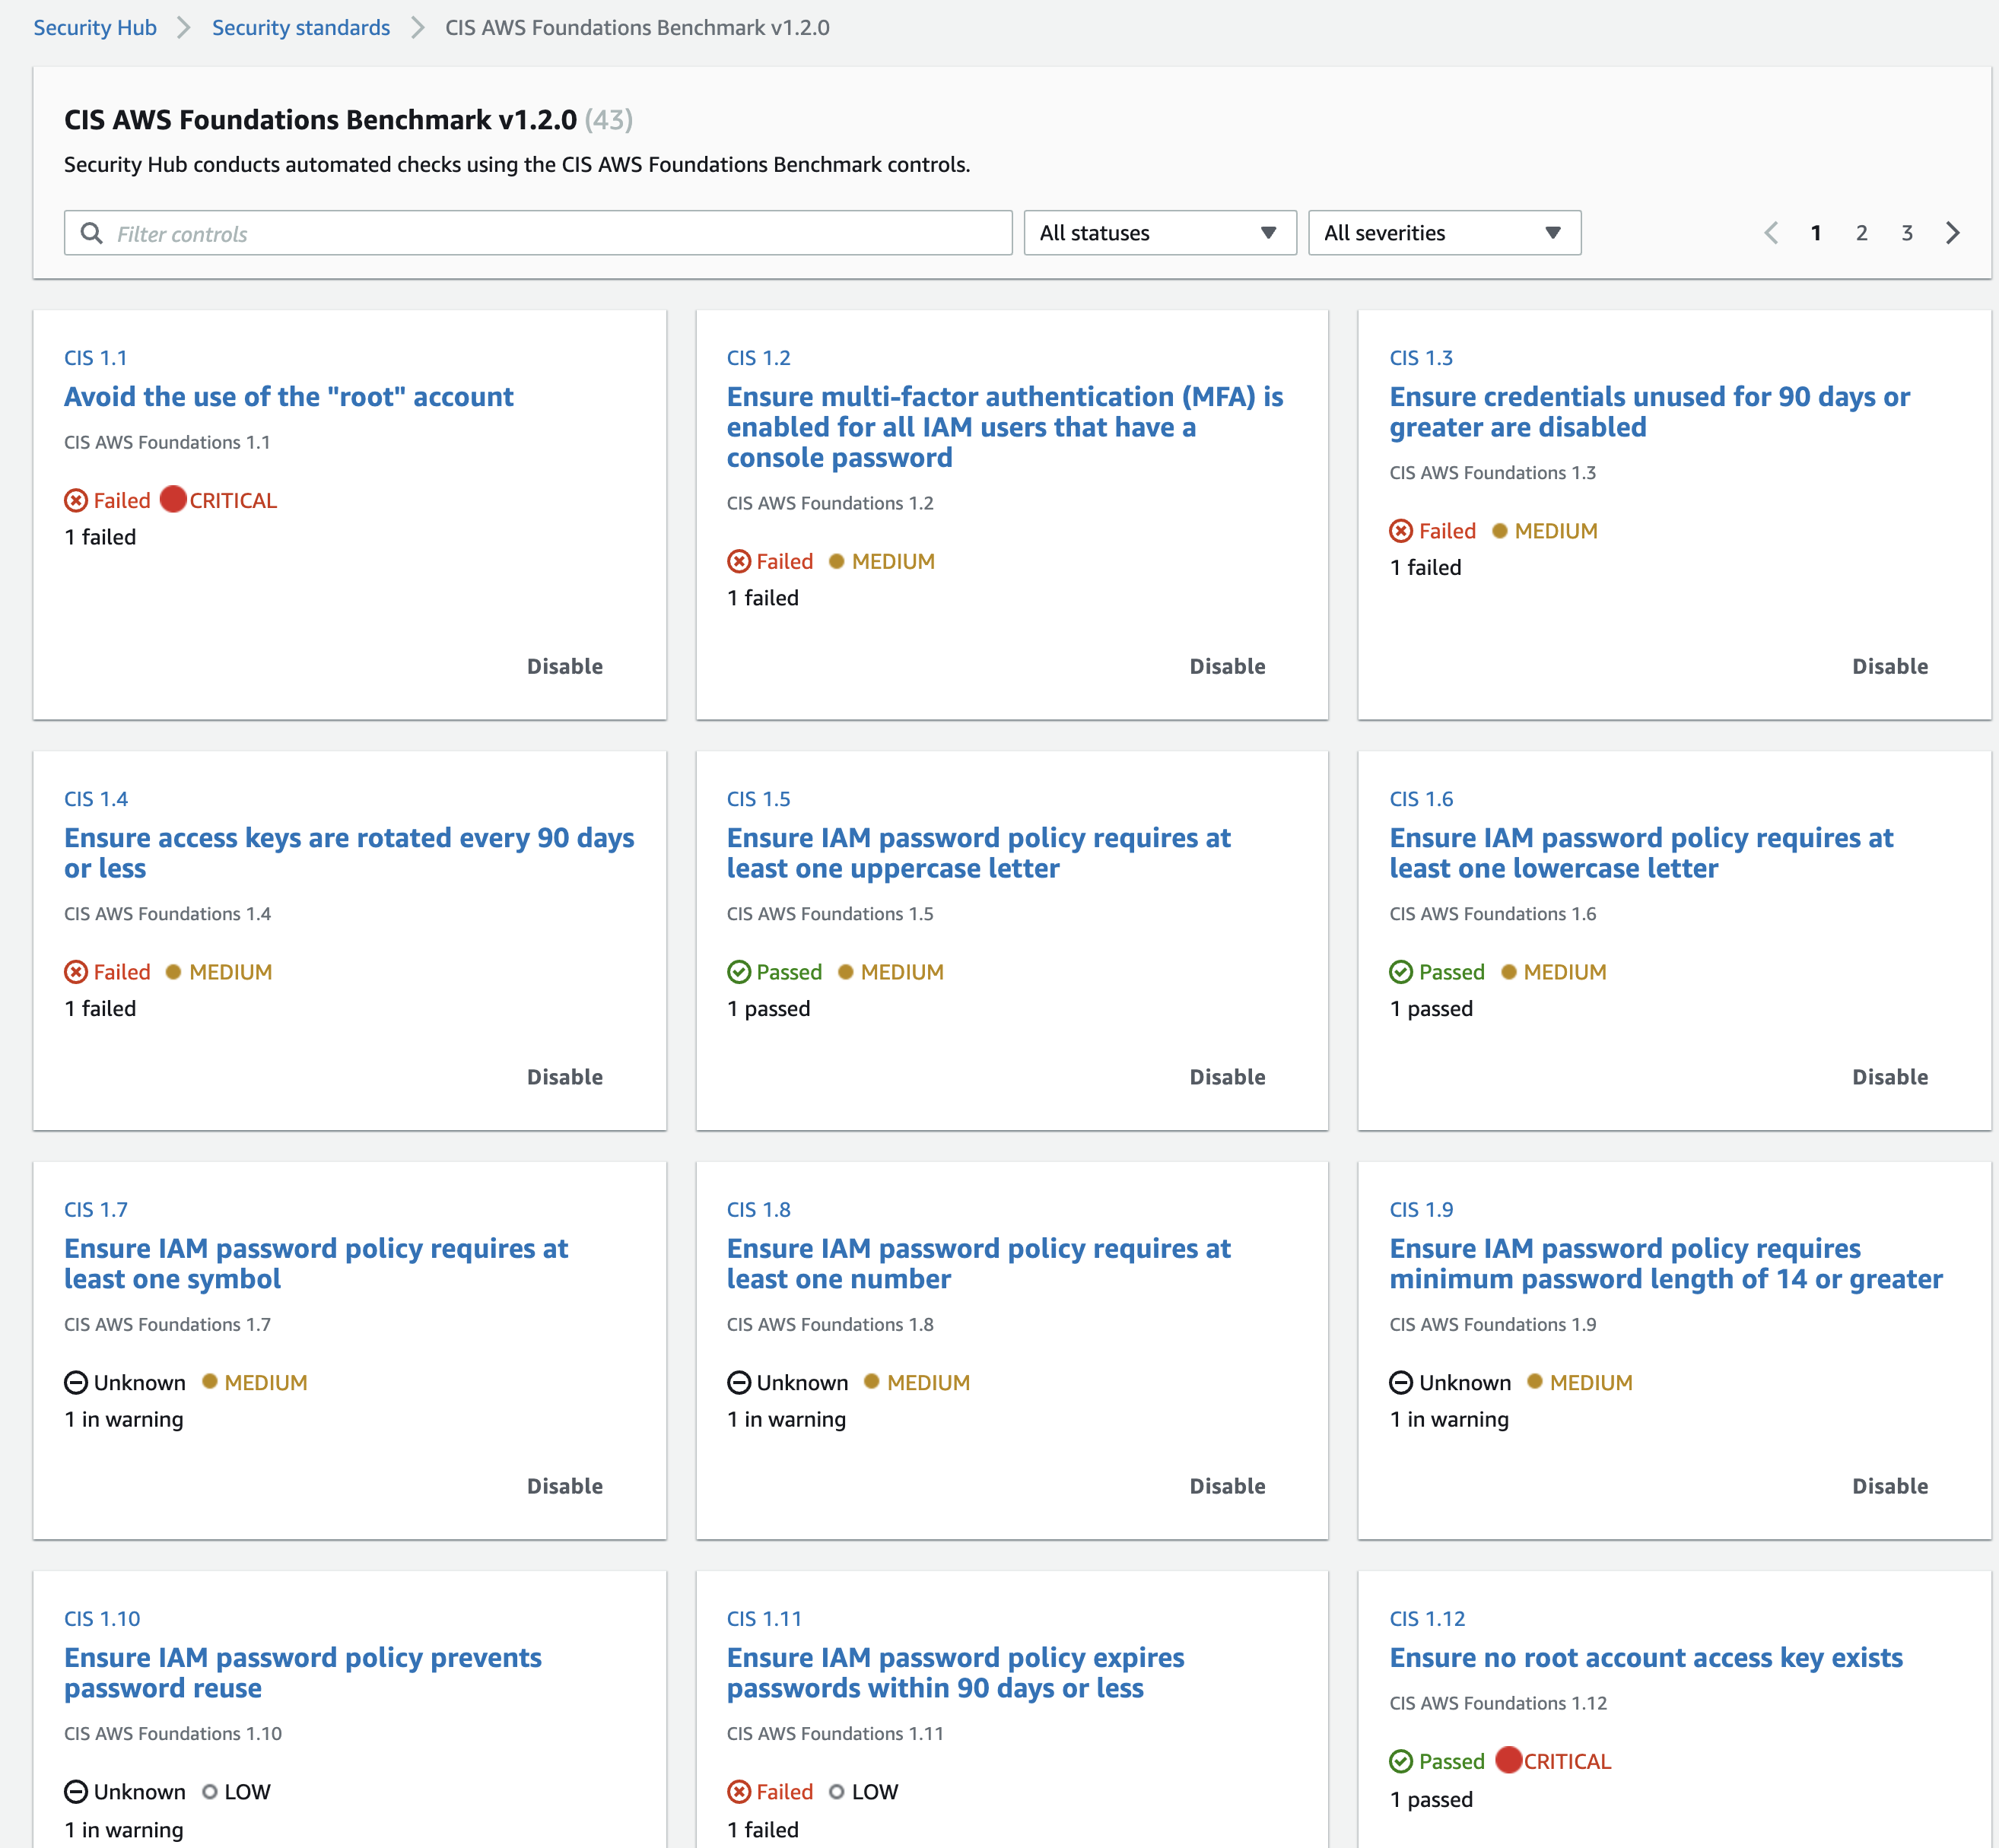 Security Hub > Security standards > CIS AWS Foundations Benchmark v1.2.0
CIS AWS Foundations Benchmark v1.2.0 (43)
Security Hub conducts automated checks using the CIS AWS Foundations Benchmark controls.
Filter controls
All statuses
All severities
1 2 3
CIS 1.1
Avoid the use of the "root" account
CIS AWS Foundations 1.1
Failed CRITICAL
1 failed
Disable
CIS 1.2
Ensure multi-factor authentication (MFA) is
enabled for all IAM users that have a
console password
CIS AWS Foundations 1.2
Failed MEDIUM
1 failed
Disable
CIS 1.3
Ensure credentials unused for 90 days or
greater are disabled
CIS AWS Foundations 1.3
Failed MEDIUM
1 failed
Disable
CIS 1.4
Ensure access keys are rotated every 90 days
or less
CIS AWS Foundations 1.4
Failed MEDIUM
1 failed
Disable
CIS 1.5
Ensure IAM password policy requires at
least one uppercase letter
CIS AWS Foundations 1.5
Passed MEDIUM
1 passed
Disable
CIS 1.6
Ensure IAM password policy requires at
least one lowercase letter
CIS AWS Foundations 1.6
Passed MEDIUM
1 passed
Disable
CIS 1.7
Ensure IAM password policy requires at
least one symbol
CIS AWS Foundations 1.7
Unknown MEDIUM
1 in warning
Disable
CIS 1.8
Ensure IAM password policy requires at
least one number
CIS AWS Foundations 1.8
Unknown MEDIUM
1 in warning
Disable
CIS 1.9
Ensure IAM password policy requires
minimum password length of 14 or greater
CIS AWS Foundations 1.9
Unknown MEDIUM
1 in warning
Disable
CIS 1.10
Ensure IAM password policy prevents
password reuse
CIS AWS Foundations 1.10
Unknown LOW
1 in warning
CIS 1.11
Ensure IAM password policy expires
passwords within 90 days or less
CIS AWS Foundations 1.11
Failed LOW
1 failed
CIS 1.12
Ensure no root account access key exists
CIS AWS Foundations 1.12
Passed CRITICAL
1 passed